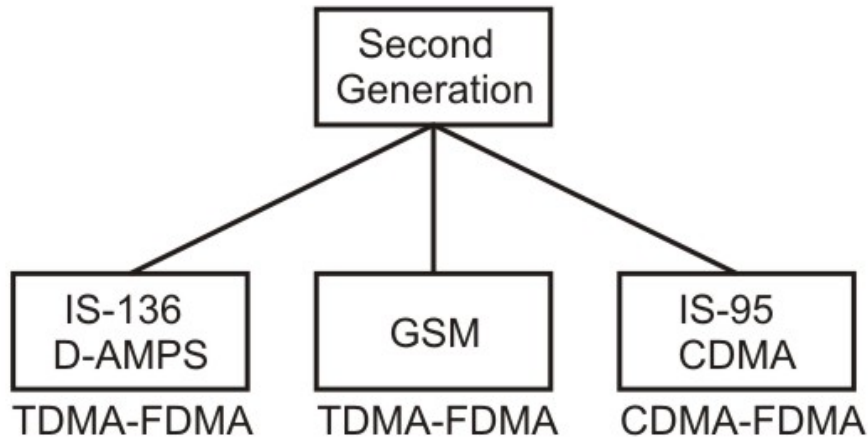 Second
Generation
IS-136
D-AMPS
GSM
IS-95
CDMA
TDMA-FDMA
TDMA-FDMA
CDMA-FDMA